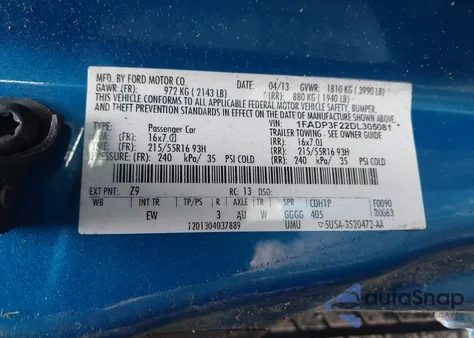 MFD. BY FORD MOTOR CO.
DATE: 04/13 GVWR: 1810 KG ( 3990 LB)
GAWR: (FR): 972 KG ( 2143 LB) (RR): 880 KG ( 1940 LB)
THIS VEHICLE CONFORMS TO ALL APPLICABLE FEDERAL MOTOR VEHICLE SAFETY, BUMPER,
AND THEFT PREVENTION STANDARDS IN EFFECT ON THE DATE OF MANUFACTURE SHOWN ABOVE.
VIN: 1FADP3F22DL305081
TYPE: Passenger Car TRAILER TOWING - SEE OWNER GUIDE
(FR): 16x7.0J (RR): 16x7.0J
(FR): 215/55R16 93H (RR): 215/55R16 93H
PRESSURE: (FR): 240 kPa/ 35 PSI COLD (RR): 240 kPa/ 35 PSI COLD
EXT PNT: Z9 RC: 13 DSO:
WB INT TR TP/PS R AXLE TR SPR CDH1P F0090
EW 3 AU W GGGG 405
1201304037889 UMU 5U5A-3520472-AA
autoSnap